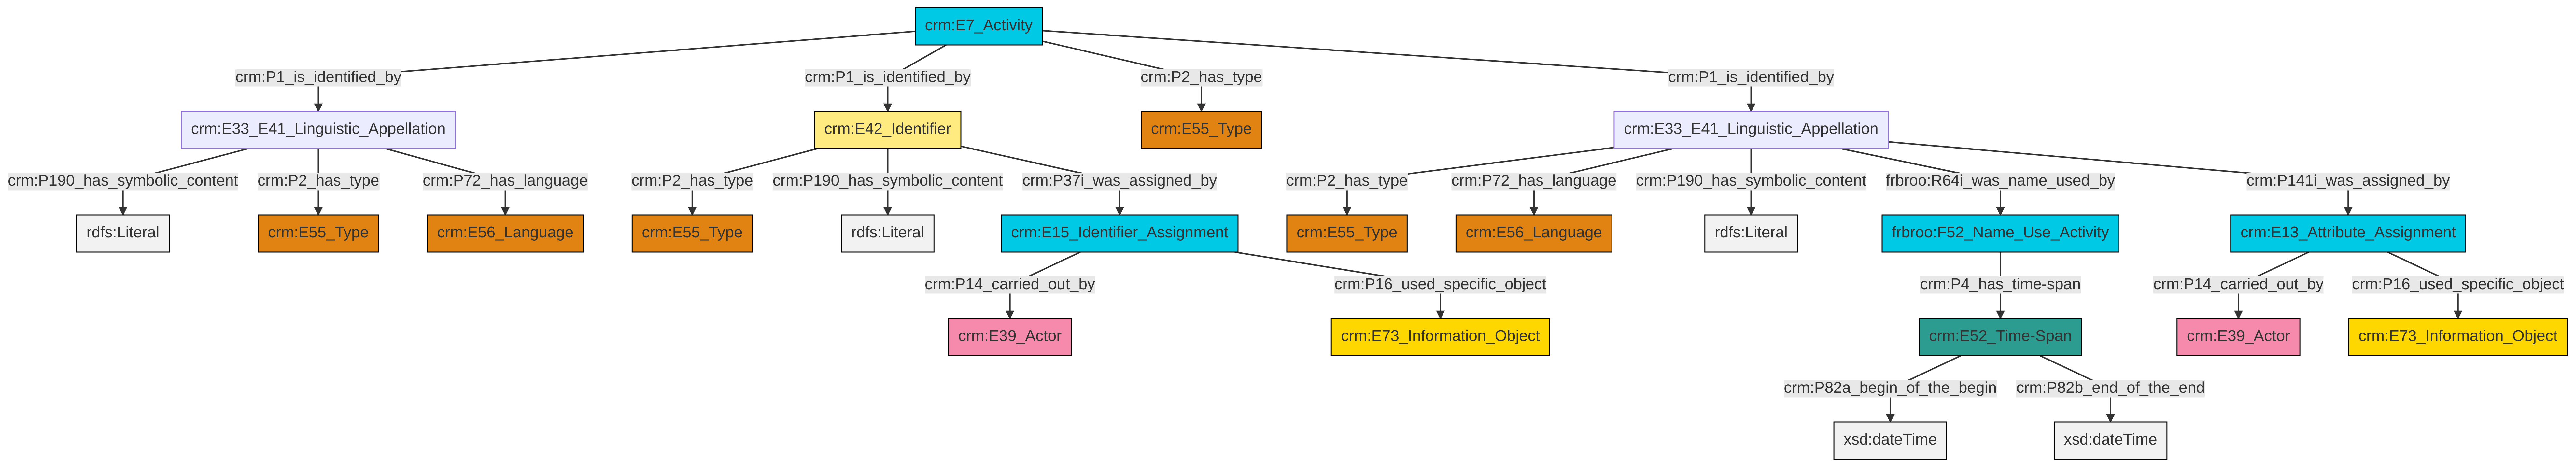 crm:E7_Activity
crm:P1_is_identified_by
crm:P1_is_identified_by
crm:P2_has_type
crm:P1_is_identified_by
crm:E33_E41_Linguistic_Appellation
crm:E42_Identifier
crm:E55_Type
crm:E33_E41_Linguistic_Appellation
crm:P190_has_symbolic_content
crm:P2_has_type
crm:P72_has_language
crm:P2_has_type
crm:P190_has_symbolic_content
crm:P37i_was_assigned_by
crm:P2_has_type
crm:P72_has_language
crm:P190_has_symbolic_content
frbroo:R64i_was_name_used_by
crm:P141i_was_assigned_by
rdfs:Literal
crm:E55_Type
crm:E56_Language
crm:E55_Type
rdfs:Literal
crm:E15_Identifier_Assignment
crm:E55_Type
crm:E56_Language
rdfs:Literal
frbroo:F52_Name_Use_Activity
crm:E13_Attribute_Assignment
crm:P14_carried_out_by
crm:P16_used_specific_object
crm:P4_has_time-span
crm:P14_carried_out_by
crm:P16_used_specific_object
crm:E39_Actor
crm:E73_Information_Object
crm:E52_Time-Span
crm:E39_Actor
crm:E73_Information_Object
crm:P82a_begin_of_the_begin
crm:P82b_end_of_the_end
xsd:dateTime
xsd:dateTime